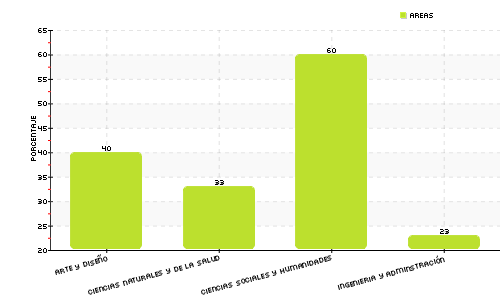 AREAS
PORCENTAJE
65
60
55
50
45
40
35
30
25
20
40
33
60
23
ARTE Y DISEÑO
CIENCIAS NATURALES Y DE LA SALUD
CIENCIAS SOCIALES Y HUMANIDADES
INGENIERIA Y ADMINSTRACIÓN